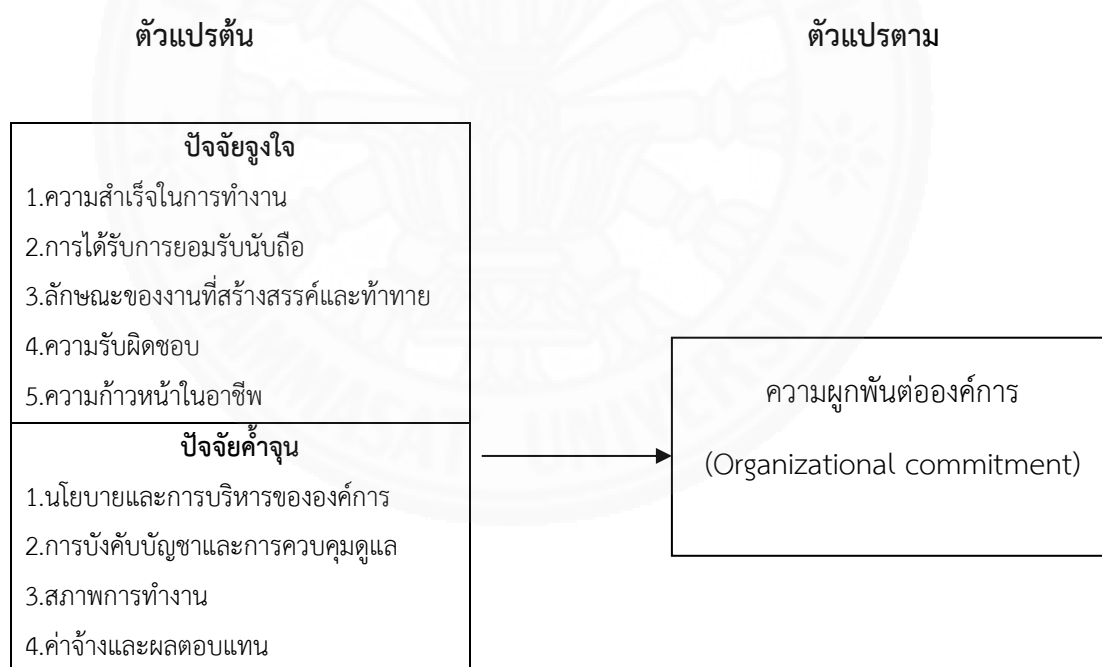 ตัวแปรต้น
ตัวแปรตาม
ปัจจัยจูงใจ
1.ความสำเร็จในการทำงาน
2.การได้รับการยอมรับนับถือ
3.ลักษณะของงานที่สร้างสรรค์และท้าทาย
4.ความรับผิดชอบ
5.ความก้าวหน้าในอาชีพ
ปัจจัยค้ำจุน
1.นโยบายและการบริหารขององค์การ
2.การบังคับบัญชาและการควบคุมดูแล
3.สภาพการทำงาน
4.ค่าจ้างและผลตอบแทน
ความผูกพันต่อองค์การ
(Organizational commitment)
UNIVERSITY